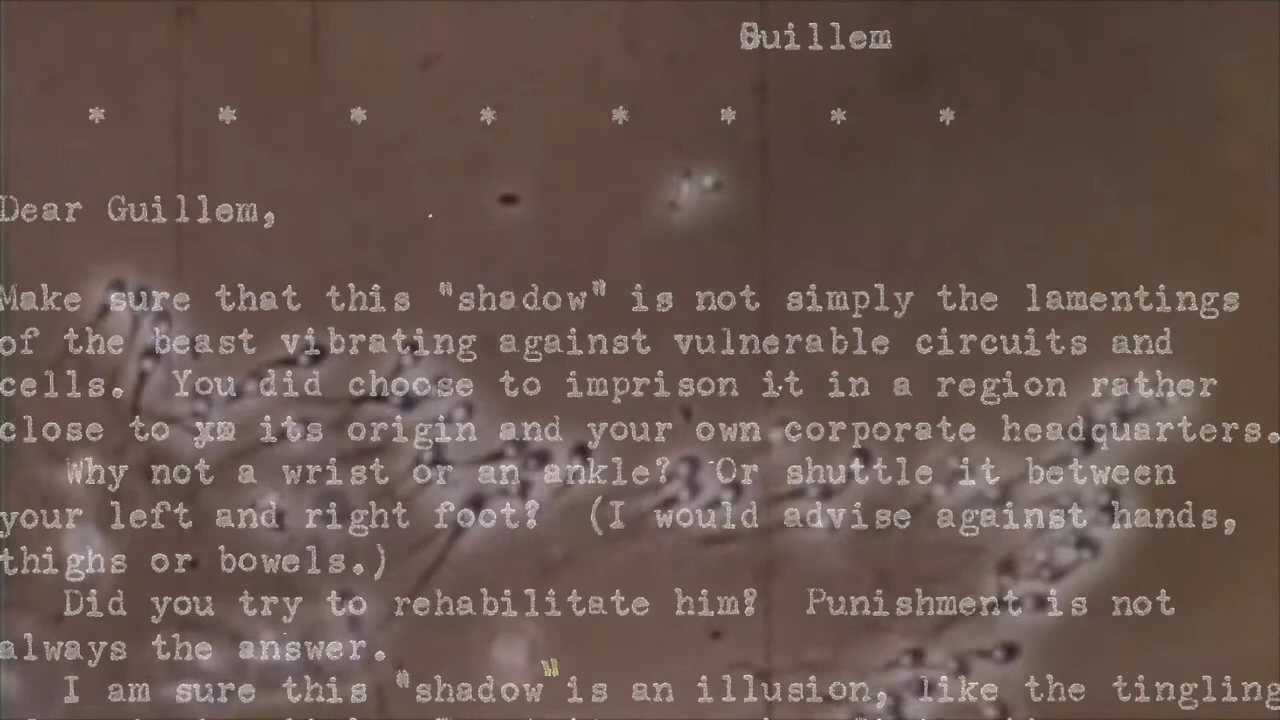 Guillem
* * * * * * * *
Dear Guillem,
Make sure that this "shadow" is not simply the lamentings
of the beast vibrating against vulnerable circuits and
cells. You did choose to imprison it in a region rather
close to ym its origin and your own corporate headquarters.
Why not a wrist or an ankle? Or shuttle it between
your left and right foot? (I would advise against hands,
thighs or bowels.)
Did you try to rehabilitate him? Punishment is not
always the answer.
I am sure this "shadow" is an illusion, like the tingling